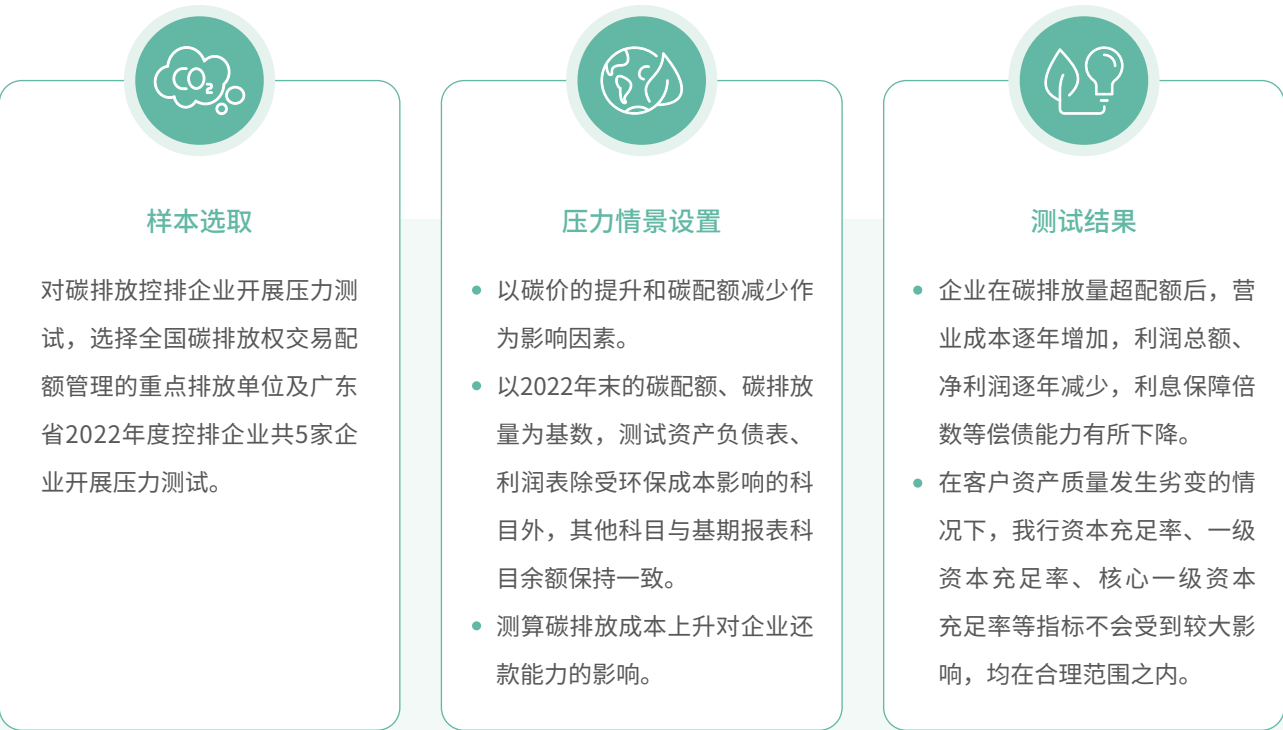 CO₂
样本选取
对碳排放控排企业开展压力测
试，选择全国碳排放权交易配
额管理的重点排放单位及广东
省2022年度控排企业共5家企
业开展压力测试。
压力情景设置
以碳价的提升和碳配额减少作
为影响因素。
以2022年末的碳配额、碳排放
量为基数，测试资产负债表、
利润表除受环保成本影响的科
目外，其他科目与基期报表科
目余额保持一致。
测算碳排放成本上升对企业还
款能力的影响。
测试结果
企业在碳排放量超配额后，营
业成本逐年增加，利润总额、
净利润逐年减少，利息保障倍
数等偿债能力有所下降。
在客户资产质量发生劣变的情
况下，我行资本充足率、一级
资本充足率、核心一级资本
充足率等指标不会受到较大影
响，均在合理范围之内。